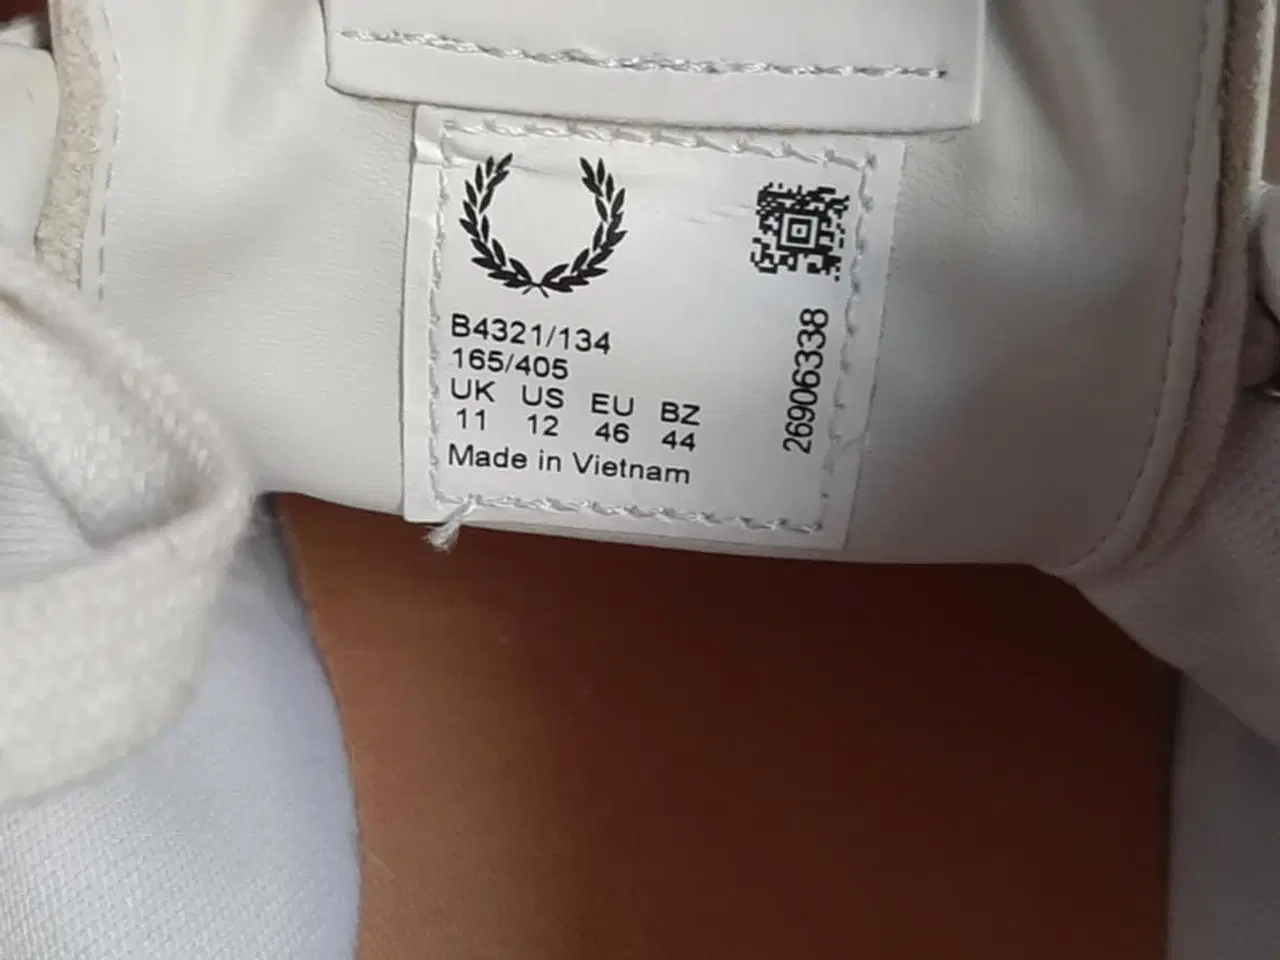 B4321/134
165/405
UK US EU BZ
11 12 46 44
Made in Vietnam
26906338